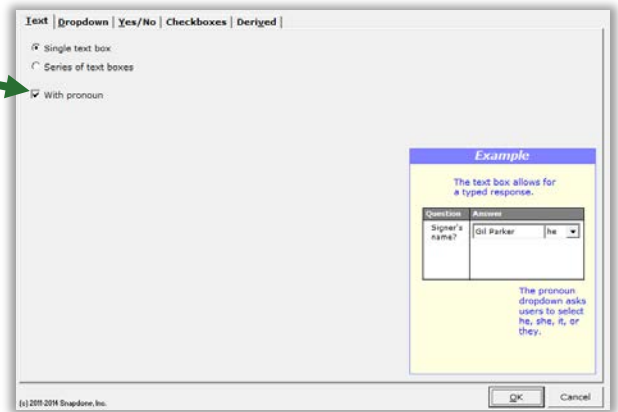 Text | Dropdown | Yes/No | Checkboxes | Derived |
Single text box
Series of text boxes
With pronoun
Example
The text box allows for
a typed response.
Question Answer
Signer's
name?
Gil Parker he
The pronoun
dropdown asks
users to select
he, she, it, or
they.
(c) 2011-2014 Snapdone, Inc.
OK Cancel